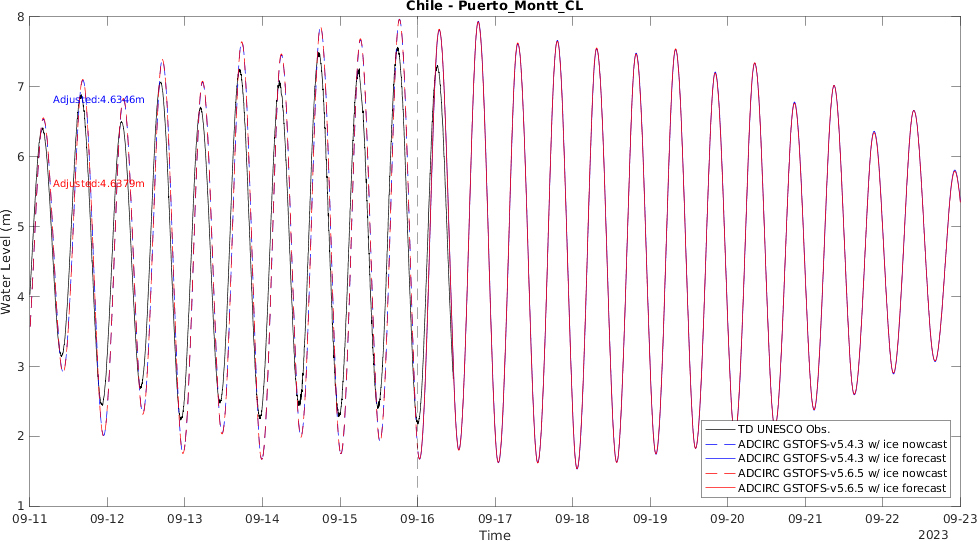 Chile - Puerto_Montt_CL
8
7
6
5
4
3
2
1
Water Level (m)
Adjusted:4.6346m
Adjusted:4.6379m
TD UNESCO Obs.
ADCIRC GSTOFS-v5.4.3 w/ ice nowcast
ADCIRC GSTOFS-v5.4.3 w/ ice forecast
ADCIRC GSTOFS-v5.6.5 w/ ice nowcast
ADCIRC GSTOFS-v5.6.5 w/ ice forecast
09-11 09-12 09-13 09-14 09-15 09-16 09-17 09-18 09-19 09-20 09-21 09-22 09-23
Time
2023